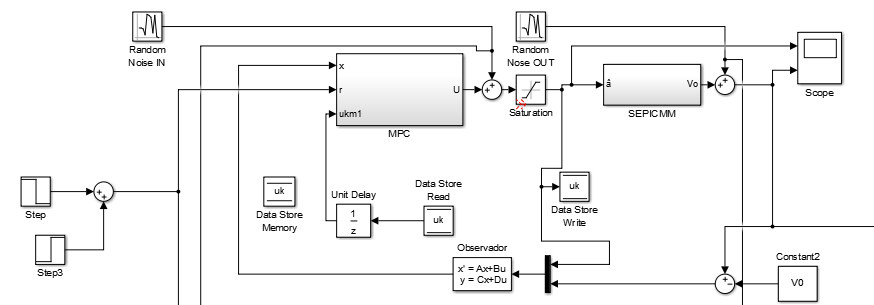 Random
Noise IN
Random
Nose OUT
Scope
x
r
ukm1
U
MPC
Saturation
â
Vo
SEPICMM
Step
Step3
uk
Data Store
Memory
Unit Delay
1
z
Data Store
Read
uk
uk
Data Store
Write
Observador
x' = Ax+Bu
y = Cx+Du
Constant2
V0